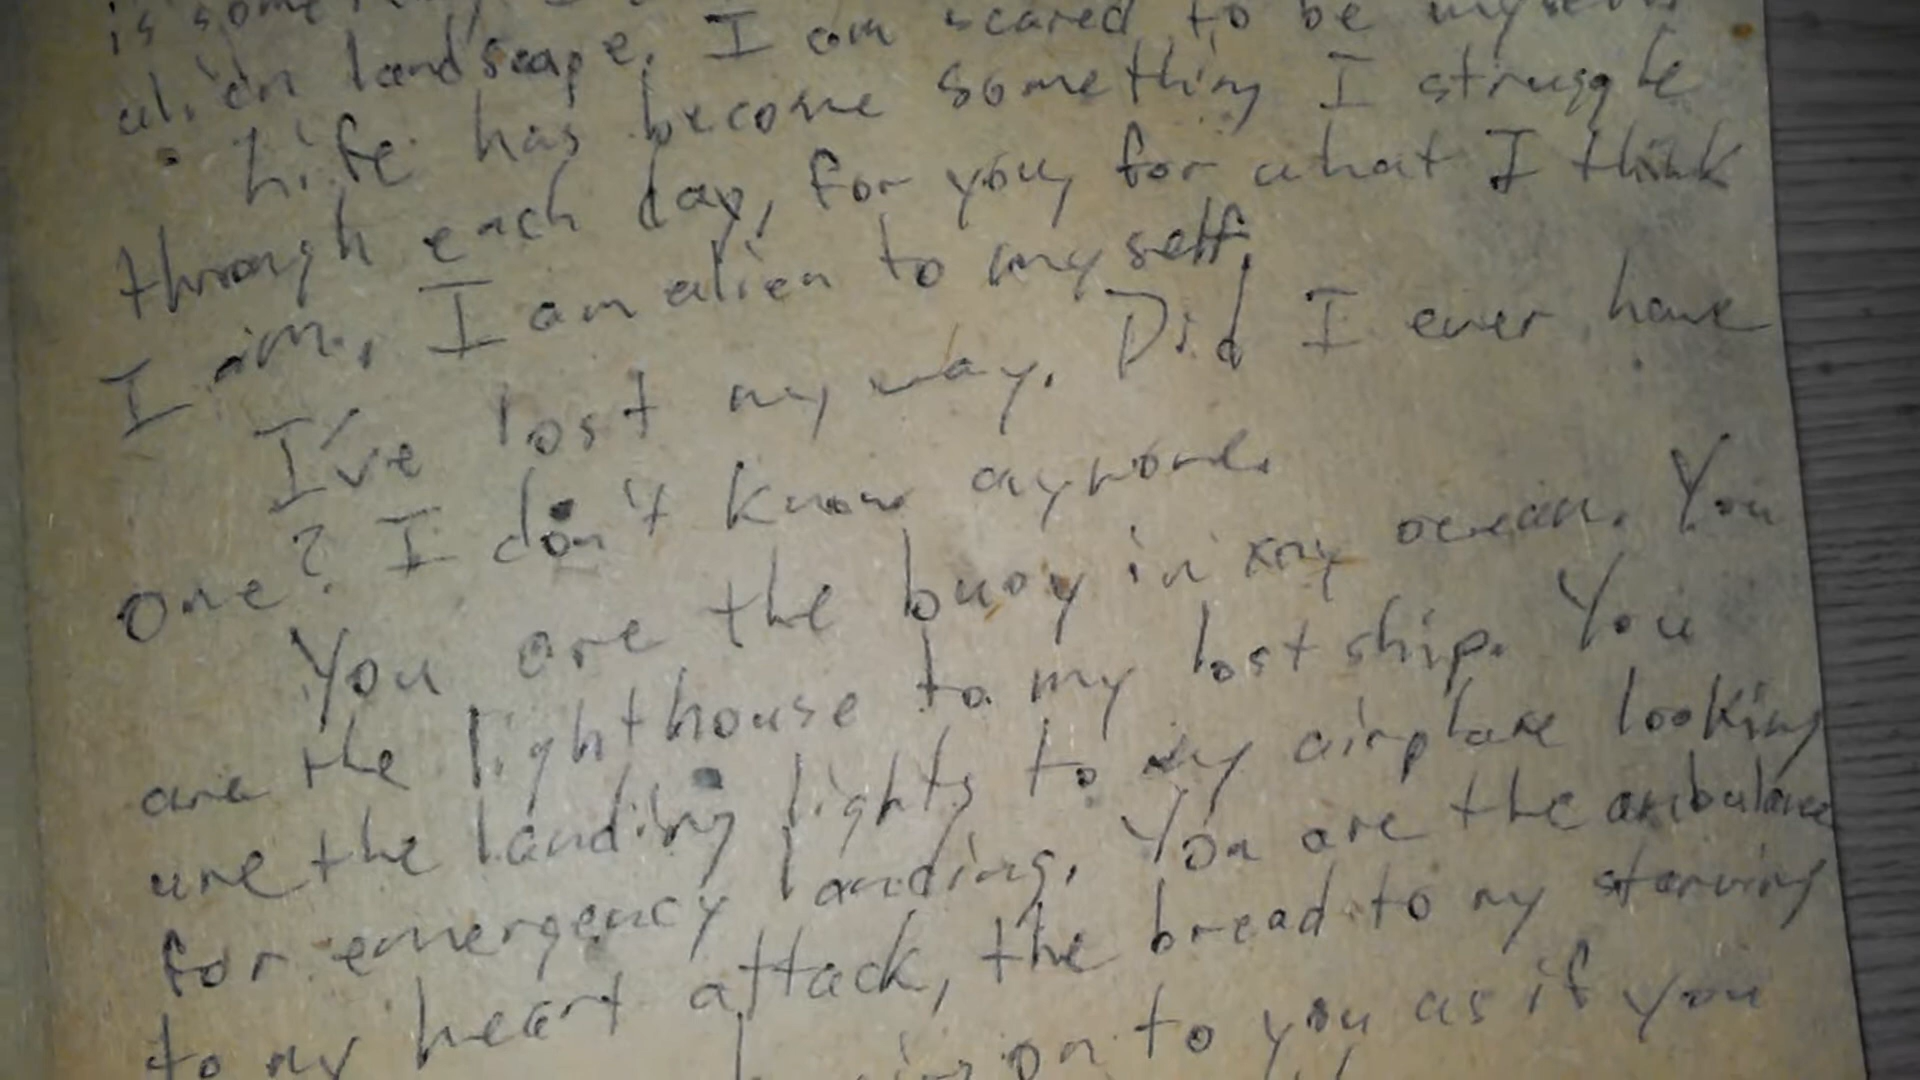 is some
alien landscape. I am scared to be myself.
Life has become something I struggle
through each day, for you, for what I think
I am. I am alien to myself.
I've lost my way. Did I ever have
one? I don't know anymore.
You are the buoy in my ocean. You
are the lighthouse to my lost ship. You
are the landing lights to my airplane looking
for emergency landing. You are the ambulance
to my heart attack, the bread to my starving
on to you as if you